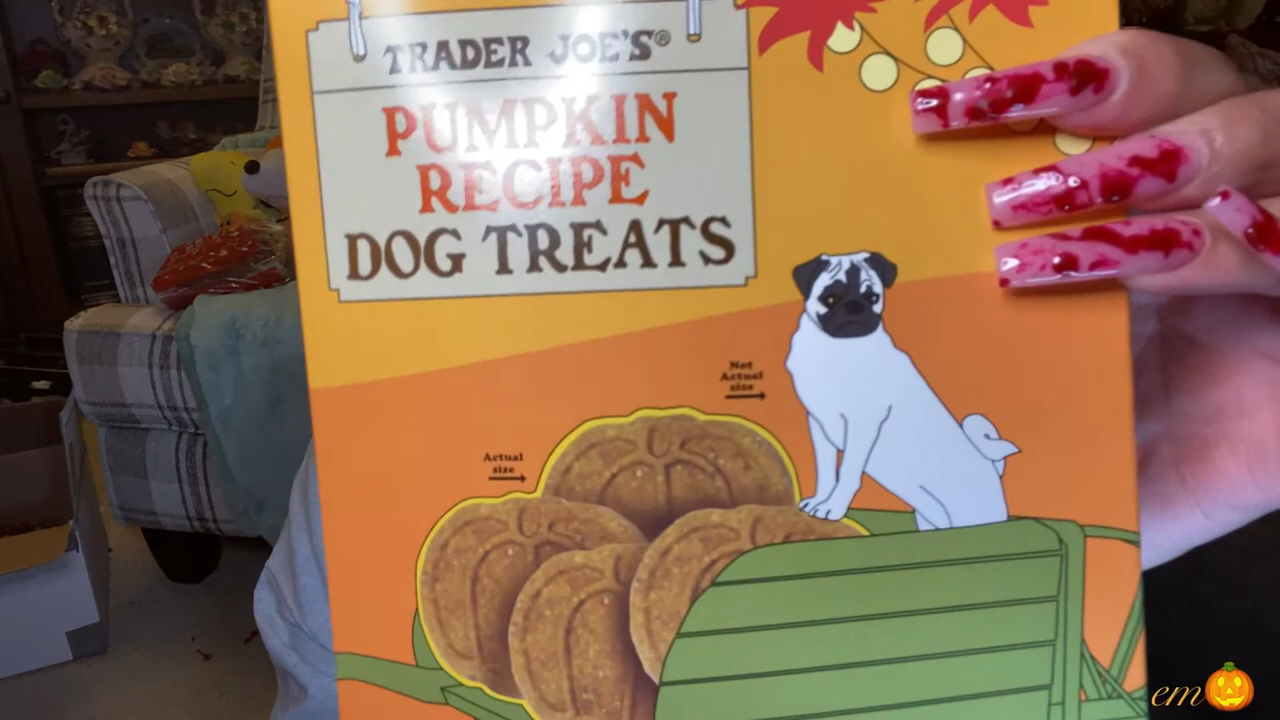 TRADER JOE'S®
PUMPKIN
RECIPE
DOG TREATS
Not
Actual
size
Actual
size
em